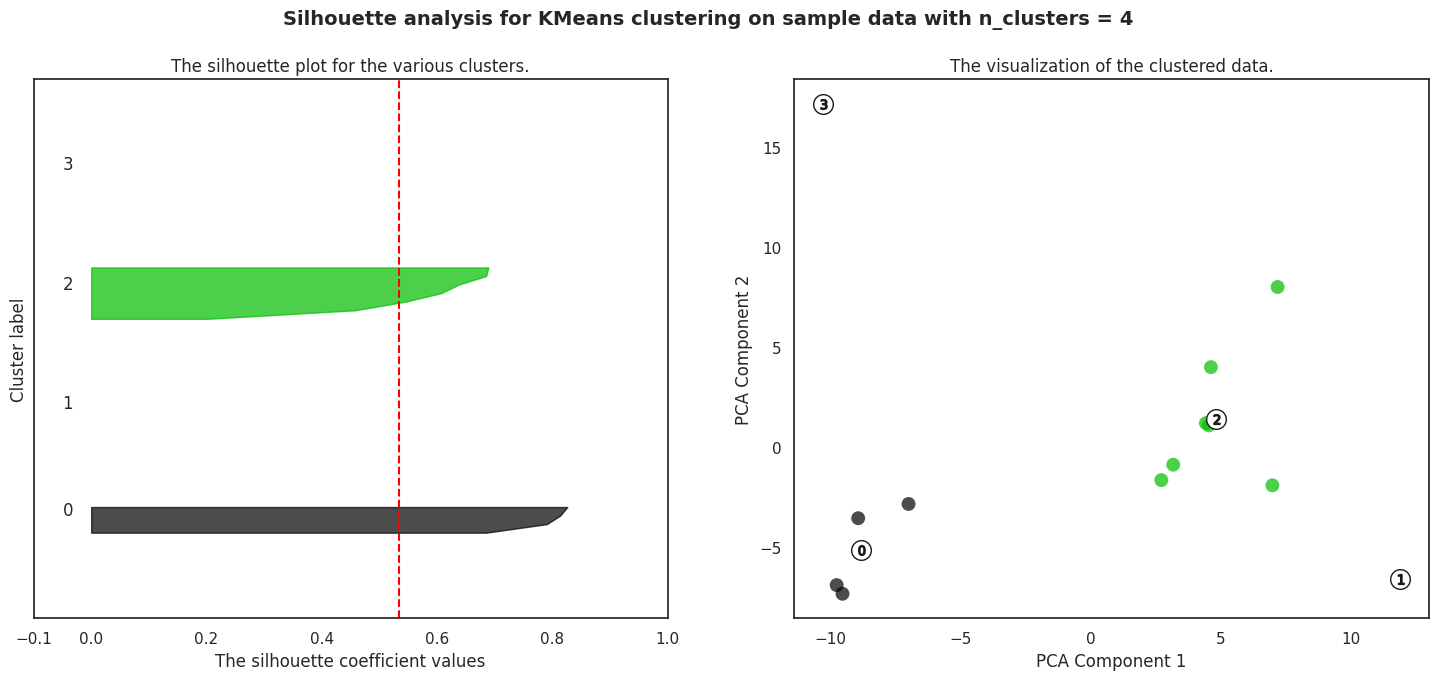 Silhouette analysis for KMeans clustering on sample data with n_clusters = 4
The silhouette plot for the various clusters.
3
2
1
0
Cluster label
−0.1 0.0 0.2 0.4 0.6 0.8 1.0
The silhouette coefficient values
The visualization of the clustered data.
15
10
5
0
−5
PCA Component 2
3
2
0
1
−10 −5 0 5 10
PCA Component 1